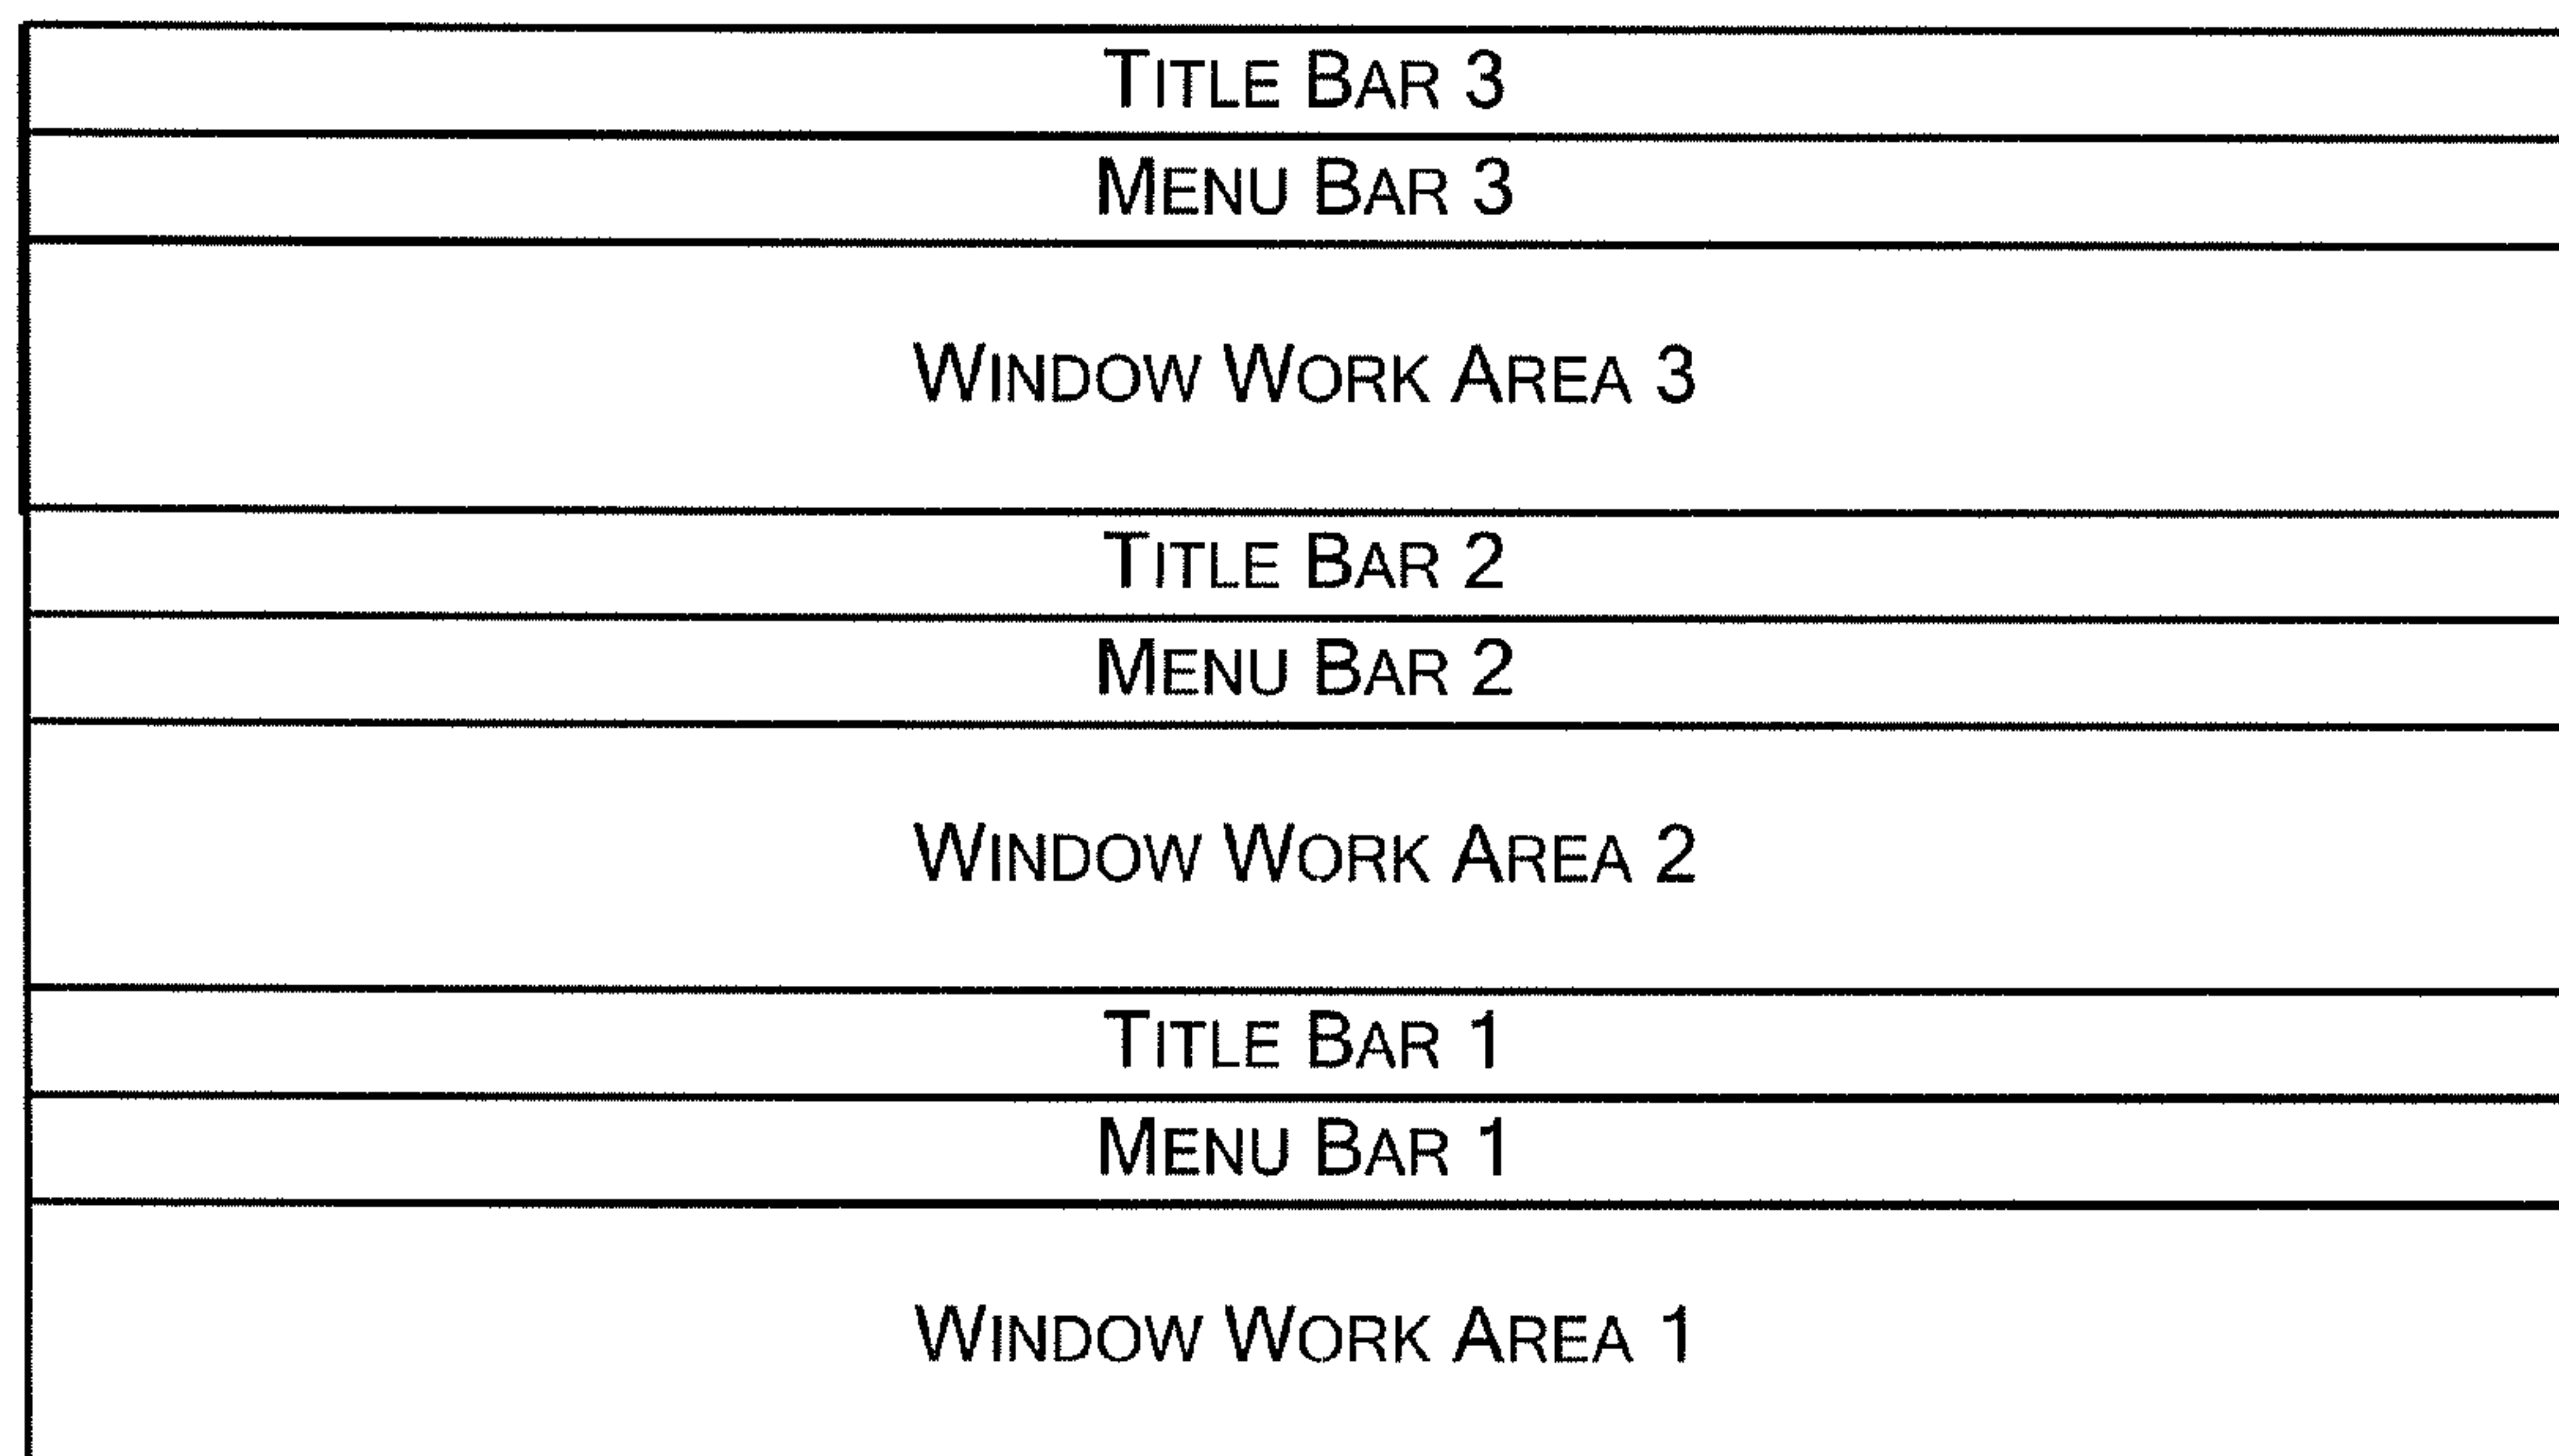 TITLE BAR 3
MENU BAR 3
WINDOW WORK AREA 3
TITLE BAR 2
MENU BAR 2
WINDOW WORK AREA 2
TITLE BAR 1
MENU BAR 1
WINDOW WORK AREA 1